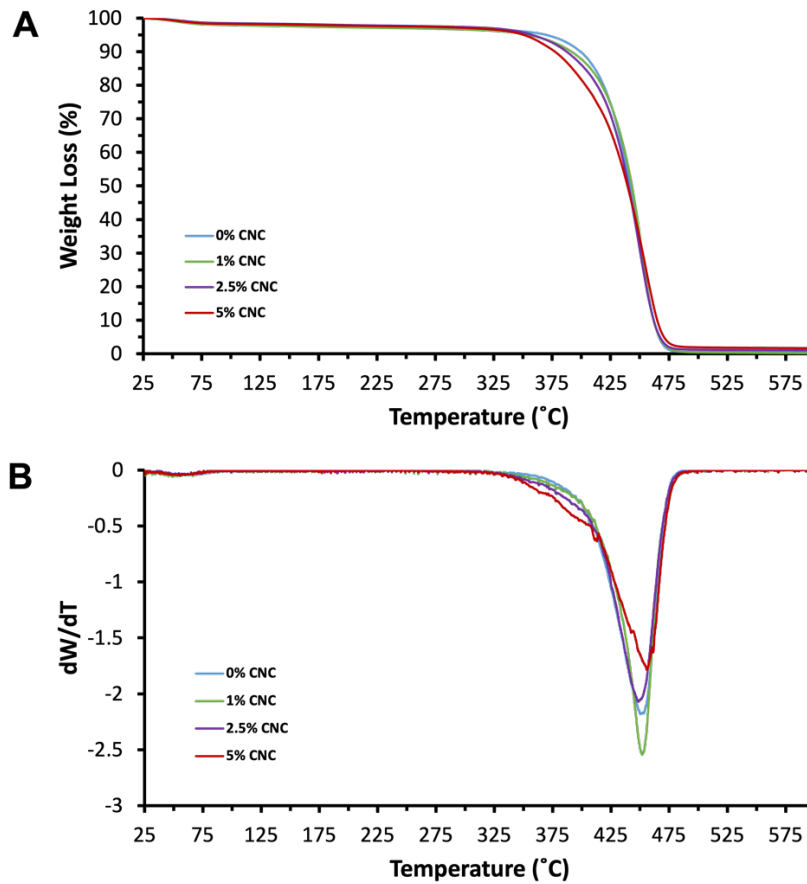 A
100
90
80
70
60
50
40
30
20
10
0
Weight Loss (%)
0% CNC
1% CNC
2.5% CNC
5% CNC
25 75 125 175 225 275 325 375 425 475 525 575
Temperature (˚C)
B
0
-0.5
-1
-1.5
-2
-2.5
-3
dW/dT
0% CNC
1% CNC
2.5% CNC
5% CNC
25 75 125 175 225 275 325 375 425 475 525 575
Temperature (˚C)